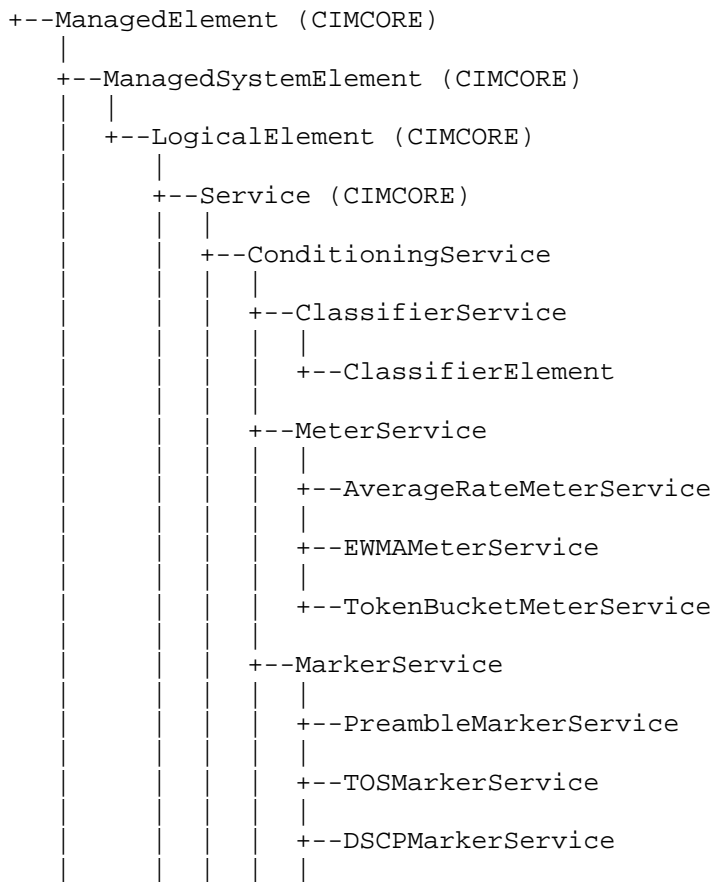 +--ManagedElement (CIMCORE)
   |
   +--ManagedSystemElement (CIMCORE)
   |  |
   |  +--LogicalElement (CIMCORE)
   |     |
   |     +--Service (CIMCORE)
   |     |  |
   |     |  +--ConditioningService
   |     |  |  |
   |     |  |  +--ClassifierService
   |     |  |  |  |
   |     |  |  |  +--ClassifierElement
   |     |  |  |
   |     |  |  +--MeterService
   |     |  |  |  |
   |     |  |  |  +--AverageRateMeterService
   |     |  |  |  |
   |     |  |  |  +--EWMAMeterService
   |     |  |  |  |
   |     |  |  |  +--TokenBucketMeterService
   |     |  |  |
   |     |  |  +--MarkerService
   |     |  |  |  |
   |     |  |  |  +--PreambleMarkerService
   |     |  |  |  |
   |     |  |  |  +--TOSMarkerService
   |     |  |  |  |
   |     |  |  |  +--DSCPMarkerService
   |     |  |  |  |